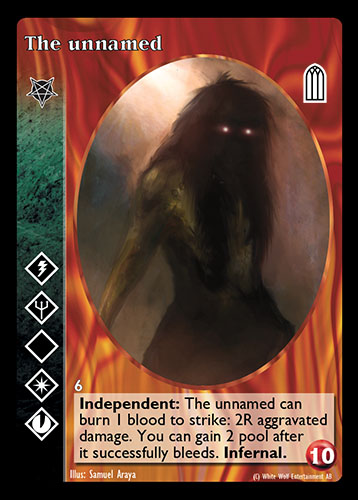 The unnamed
6
Independent: The unnamed can
burn 1 blood to strike: 2R aggravated
damage. You can gain 2 pool after
it successfully bleeds. Infernal.
10
Illus: Samuel Araya
(C) White Wolf Entertainment AB